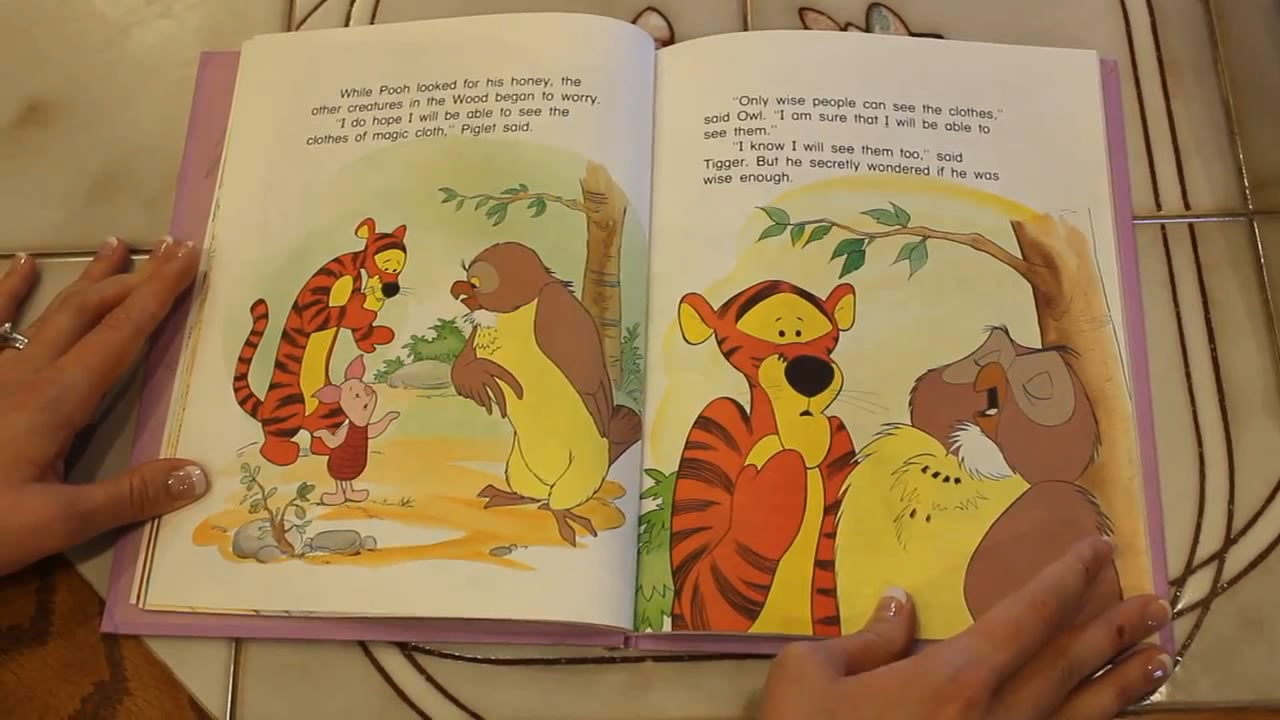 While Pooh looked for his honey, the
other creatures in the Wood began to worry.
"I do hope I will be able to see the
clothes of magic cloth," Piglet said.
"Only wise people can see the clothes,"
said Owl. "I am sure that I will be able to
see them."
"I know I will see them too," said
Tigger. But he secretly wondered if he was
wise enough.